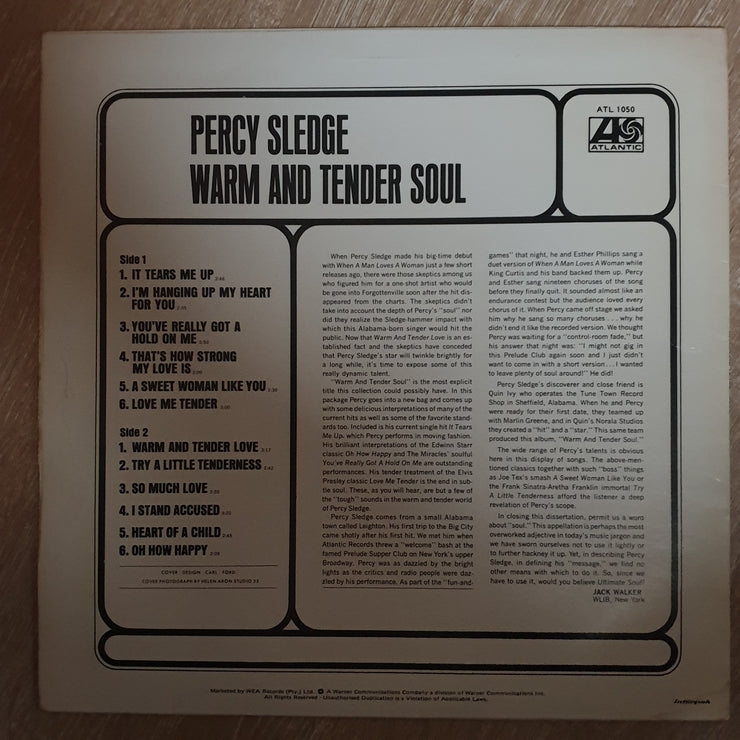 PERCY SLEDGE
WARM AND TENDER SOUL
ATL 1050
ATLANTIC
Side 1
1. IT TEARS ME UP 2:46
2. I'M HANGING UP MY HEART
FOR YOU
3. YOU'VE REALLY GOT A
HOLD ON ME
4. THAT'S HOW STRONG
MY LOVE IS
5. A SWEET WOMAN LIKE YOU
6. LOVE ME TENDER
Side 2
1. WARM AND TENDER LOVE
2. TRY A LITTLE TENDERNESS
3. SO MUCH LOVE
4. I STAND ACCUSED
5. HEART OF A CHILD
6. OH HOW HAPPY
COVER DESIGN CARL FORD
COVER PHOTOGRAPH BY HELEN ARON STUDIO 33
When Percy Sledge made his big-time debut
with When A Man Loves A Woman just a few short
releases ago, there were those skeptics among us
who figured him for a one-shot artist who would
be gone into Forgottenville soon after the hit dis-
appeared from the charts. The skeptics didn't
take into account the depth of Percy's "soul" nor
did they realize the Sledge-hammer impact with
which this Alabama-born singer would hit the
public. Now that Warm And Tender Love is an es-
tablished fact and the skeptics have conceded
that Percy Sledge's star will twinkle brightly for
a long while, it's time to expose some of this
really dynamic talent.
"Warm And Tender Soul" is the most explicit
title this collection could possibly have. In this
package Percy goes into a new bag and comes up
with some delicious interpretations of many of the
current hits as well as some of the favorite stand-
ards too. Included is his current single hit It Tears
Me Up, which Percy performs in moving fashion.
His brilliant interpretations of the Edwinn Starr
classic Oh How Happy and The Miracles' soulful
You've Really Got A Hold On Me are outstanding
performances. His tender treatment of the Elvis
Presley classic Love Me Tender is the end in sub-
tle soul. These, as you will hear, are but a few of
the "tough" sounds in the warm and tender world
of Percy Sledge.
Percy Sledge comes from a small Alabama
town called Leighton. His first trip to the Big City
came shotly after his first hit. We met him when
Atlantic Records threw a "welcome" bash at the
famed Prelude Supper Club on New York's upper
Broadway. Percy was as dazzled by the bright
lights as the critics and radio people were daz-
zled by his performance. As part of the "fun-and-
games" that night, he and Esther Phillips sang a
duet version of When A Man Loves A Woman while
King Curtis and his band backed them up. Percy
and Esther sang nineteen choruses of the song
before they finally quit. It sounded almost like an
endurance contest but the audience loved every
chorus of it. When Percy came off stage we asked
him why he sang so many choruses . . . why he
didn't end it like the recorded version. We thought
Percy was waiting for a "control-room fade," but
his answer that night was: "I might not gig in
this Prelude Club again soon and I just didn't
want to come in with a short version . . . I wanted
to leave plenty of soul around!" He did!
Percy Sledge's discoverer and close friend is
Quin Ivy who operates the Tune Town Record
Shop in Sheffield, Alabama. When he and Percy
were ready for their first date, they teamed up
with Marlin Greene, and in Quin's Norala Studios
they created a "hit" and a "star." This same team
produced this album, "Warm And Tender Soul."
The wide range of Percy's talents is obvious
here in this display of songs. The above-men-
tioned classics together with such "boss" things
as Joe Tex's smash A Sweet Woman Like You or
the Frank Sinatra-Aretha Franklin immortal Try
A Little Tenderness afford the listener a deep
revelation of Percy's scope.
In closing this dissertation, permit us a word
about "soul." This appellation is perhaps the most
overworked adjective in today's music jargon and
we have sworn ourselves not to use it lightly or
to further hackney it up. Yet, in describing Percy
Sledge, in defining his "message," we find no
other means with which to do it. So, since we
have to use it, would you believe Ultimate Soul!
JACK WALKER
WLIB, New York
Marketed by WEA Records (Pty.) Ltd. A Warner Communications Company a division of Warner Communications Inc.
All Rights Reserved - Unauthorised Duplication is a Violation of Applicable Laws.